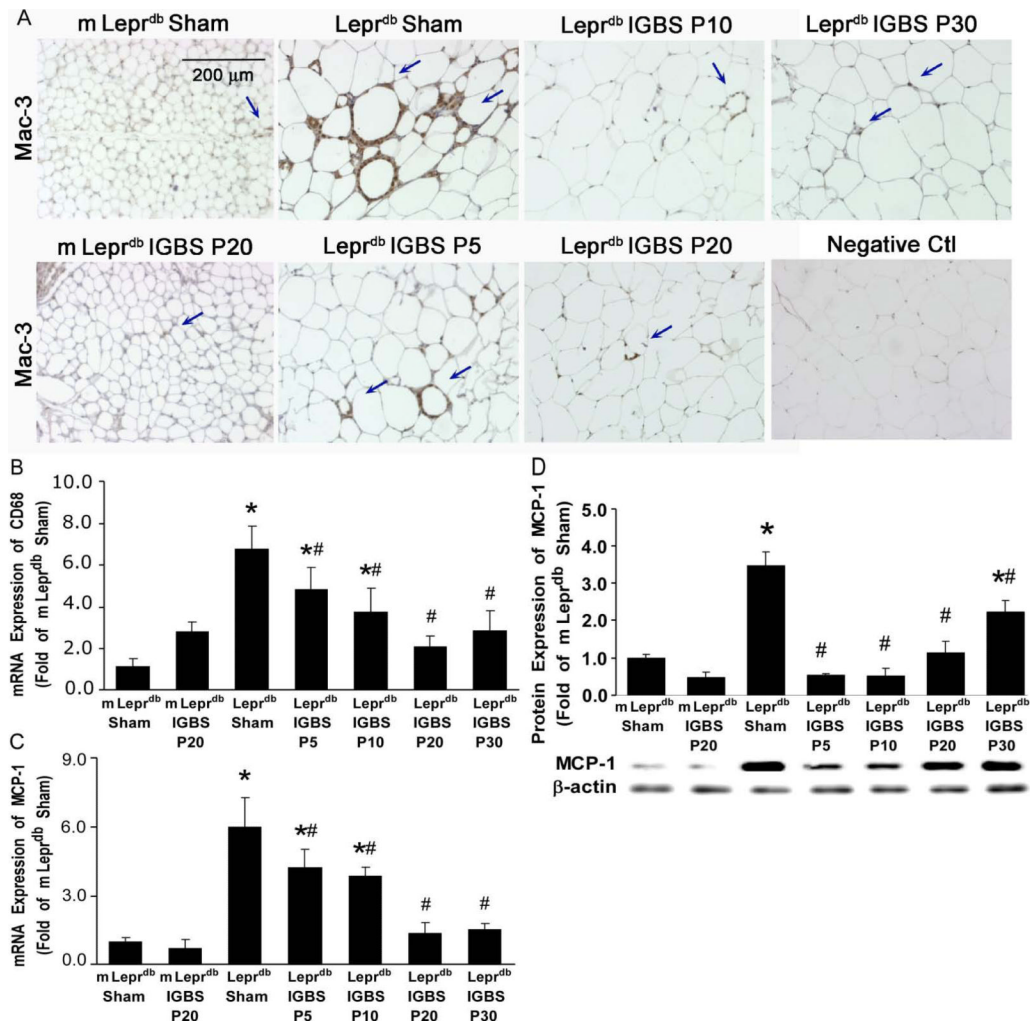 A
m Lepr^db Sham
Lepr^db Sham
Lepr^db IGBS P10
Lepr^db IGBS P30
200 μm
Mac-3
m Lepr^db IGBS P20
Lepr^db IGBS P5
Lepr^db IGBS P20
Negative Ctl
Mac-3
B
mRNA Expression of CD68
(Fold of m Lepr^db Sham)
10.0
8.0
6.0
4.0
2.0
0.0
*
*#
*#
#
#
m Lepr^db m Lepr^db Lepr^db Lepr^db Lepr^db Lepr^db Lepr^db
Sham IGBS Sham IGBS IGBS IGBS IGBS
P20 P5 P10 P20 P30
C
mRNA Expression of MCP-1
(Fold of m Lepr^db Sham)
9.0
6.0
3.0
0.0
*
*#
*#
#
#
m Lepr^db m Lepr^db Lepr^db Lepr^db Lepr^db Lepr^db Lepr^db
Sham IGBS Sham IGBS IGBS IGBS IGBS
P20 P5 P10 P20 P30
D
Protein Expression of MCP-1
(Fold of m Lepr^db Sham)
5.0
4.0
3.0
2.0
1.0
0.0
*
#
#
#
*#
m Lepr^db m Lepr^db Lepr^db Lepr^db Lepr^db Lepr^db Lepr^db
Sham IGBS Sham IGBS IGBS IGBS IGBS
P20 P5 P10 P20 P30
MCP-1
β-actin